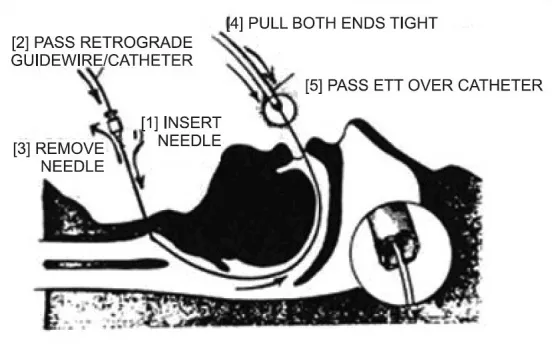 [4] PULL BOTH ENDS TIGHT
[2] PASS RETROGRADE
GUIDEWIRE/CATHETER
[5] PASS ETT OVER CATHETER
[1] INSERT
NEEDLE
[3] REMOVE
NEEDLE